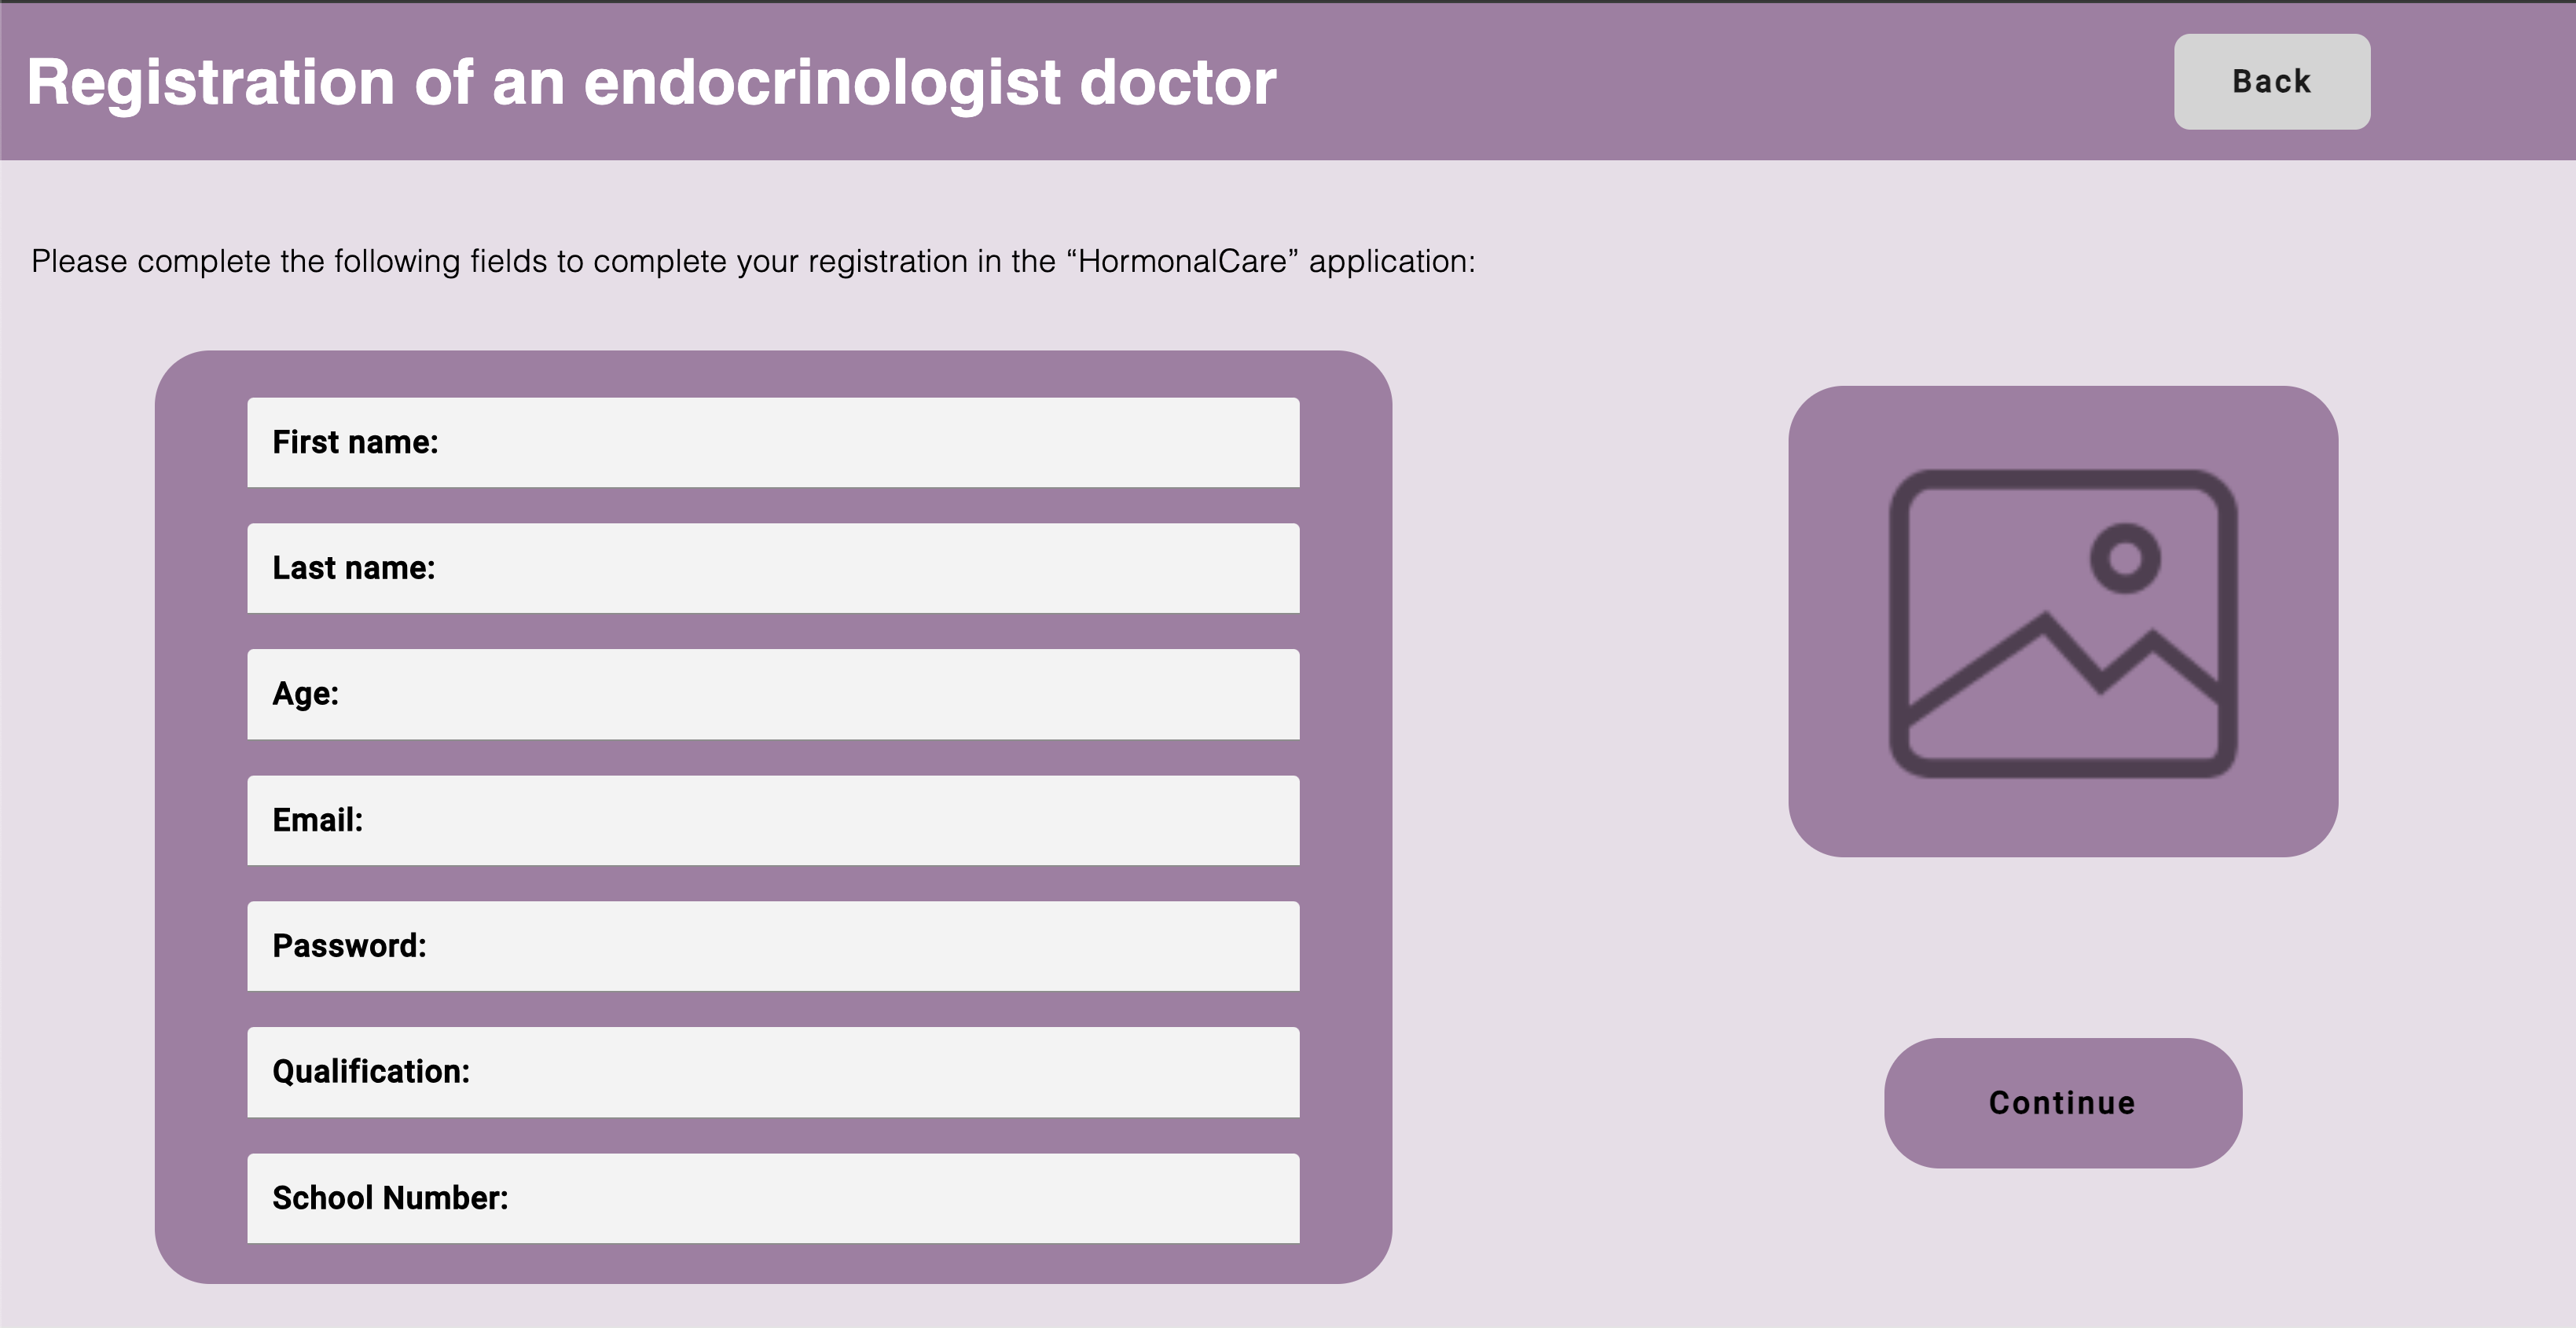 Registration of an endocrinologist doctor
Back
Please complete the following fields to complete your registration in the “HormonalCare” application:
First name:
Last name:
Age:
Email:
Password:
Qualification:
School Number:
Continue